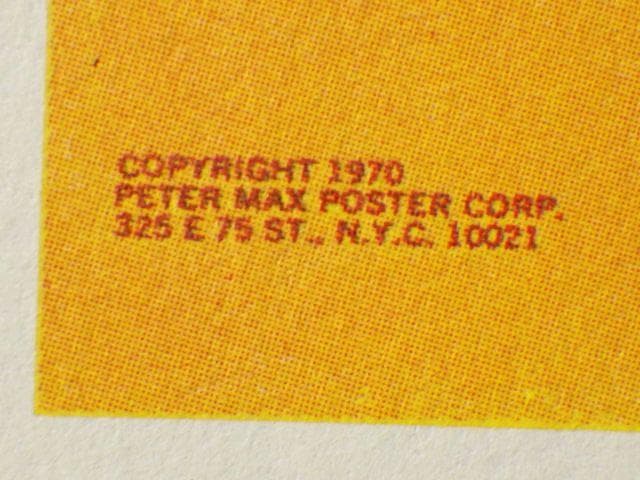 COPYRIGHT 1970
PETER MAX POSTER CORP.
325 E 75 ST., N.Y.C. 10021